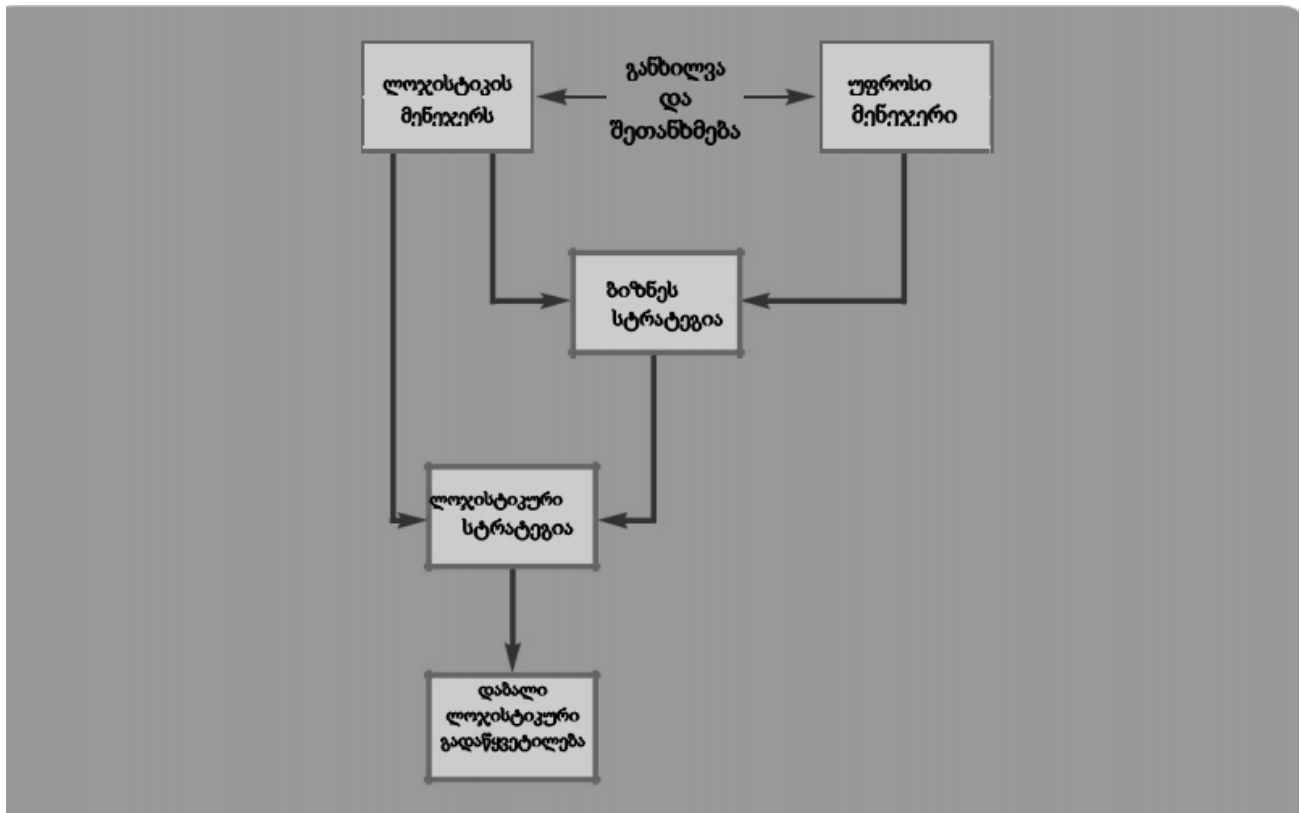 ლოჯისტიკის
მენეჯერს
განხილვა
და
შეთანხმება
უფროსი
მენეჯერი
ბიზნეს
სტრატეგია
ლოჯისტიკური
სტრატეგია
დაბალი
ლოჯისტიკური
გადაწყვეტილება